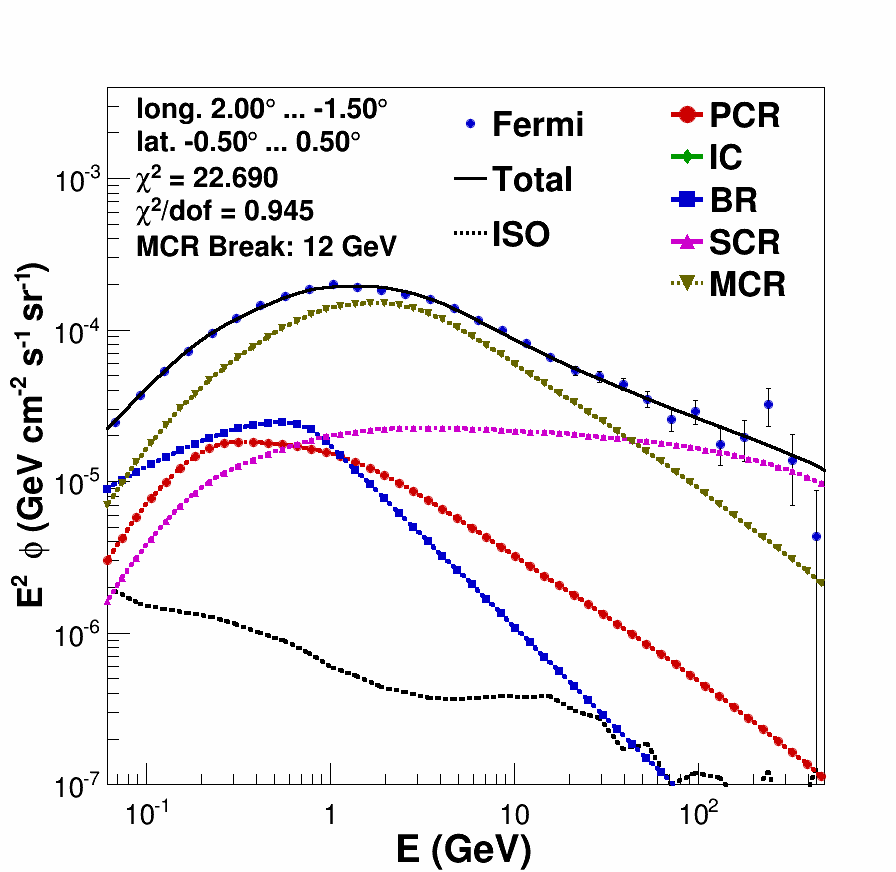 long. 2.00° ... -1.50°
lat. -0.50° ... 0.50°
χ² = 22.690
χ²/dof = 0.945
MCR Break: 12 GeV
Fermi
Total
ISO
PCR
IC
BR
SCR
MCR
10⁻³
10⁻⁴
10⁻⁵
10⁻⁶
10⁻⁷
E² ϕ (GeV cm⁻² s⁻¹ sr⁻¹)
10⁻¹ 1 10 10²
E (GeV)